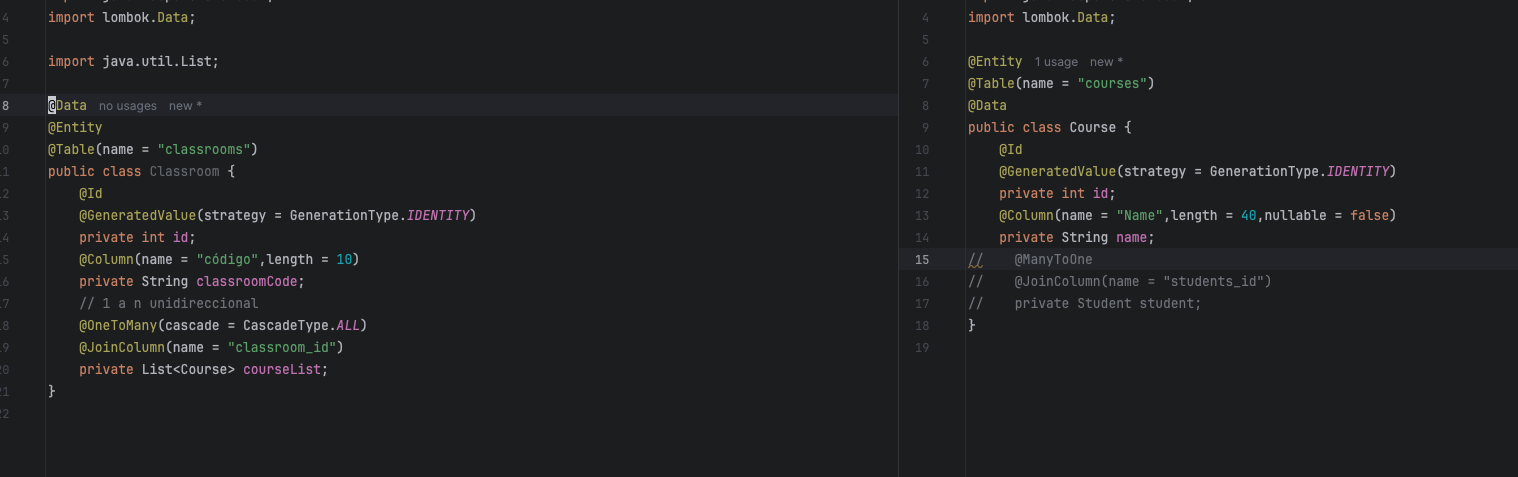 4 import lombok.Data;
5
6 import java.util.List;
7
8 @Data no usages new *
9 @Entity
10 @Table(name = "classrooms")
11 public class Classroom {
12 @Id
13 @GeneratedValue(strategy = GenerationType.IDENTITY)
14 private int id;
15 @Column(name = "código",length = 10)
16 private String classroomCode;
17 // 1 a n unidireccional
18 @OneToMany(cascade = CascadeType.ALL)
19 @JoinColumn(name = "classroom_id")
20 private List<Course> courseList;
21 }
22
4 import lombok.Data;
5
6 @Entity 1 usage new *
7 @Table(name = "courses")
8 @Data
9 public class Course {
10 @Id
11 @GeneratedValue(strategy = GenerationType.IDENTITY)
12 private int id;
13 @Column(name = "Name",length = 40,nullable = false)
14 private String name;
15 // @ManyToOne
16 // @JoinColumn(name = "students_id")
17 // private Student student;
18 }
19